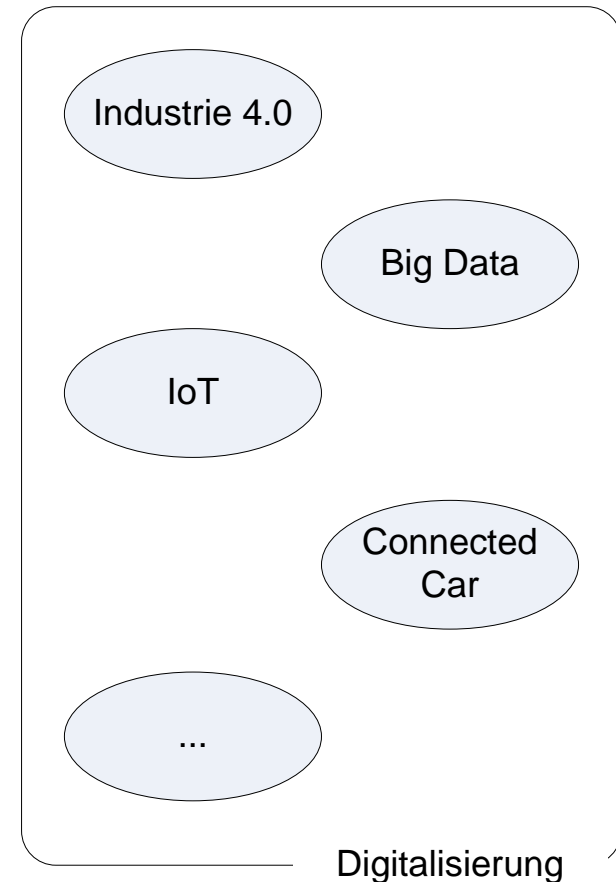 Industrie 4.0
Big Data
IoT
Connected
Car
...
Digitalisierung